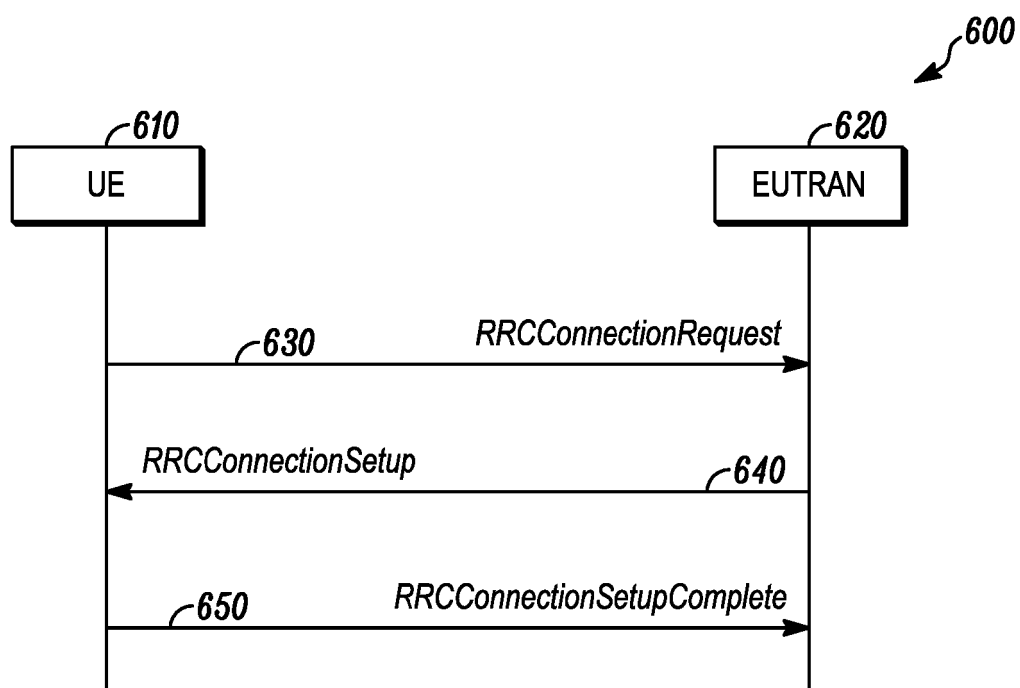 600
610
620
UE
EUTRAN
630
RRCConnectionRequest
RRCConnectionSetup
640
650
RRCConnectionSetupComplete